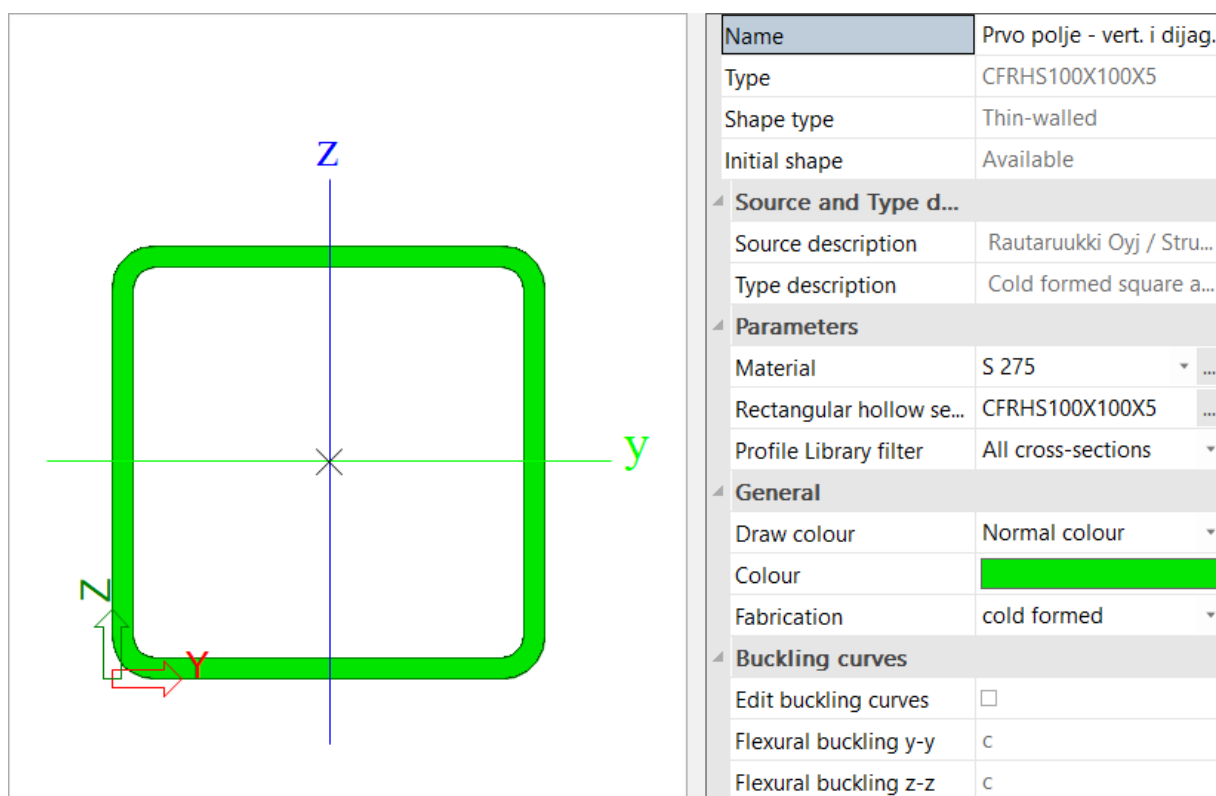 z
y
Z
Y
Name Prvo polje - vert. i dijag.
Type CFRHS100X100X5
Shape type Thin-walled
Initial shape Available
Source and Type d...
Source description Rautaruukki Oyj / Stru...
Type description Cold formed square a...
Parameters
Material S 275 ...
Rectangular hollow se... CFRHS100X100X5 ...
Profile Library filter All cross-sections
General
Draw colour Normal colour
Colour
Fabrication cold formed
Buckling curves
Edit buckling curves
Flexural buckling y-y c
Flexural buckling z-z c